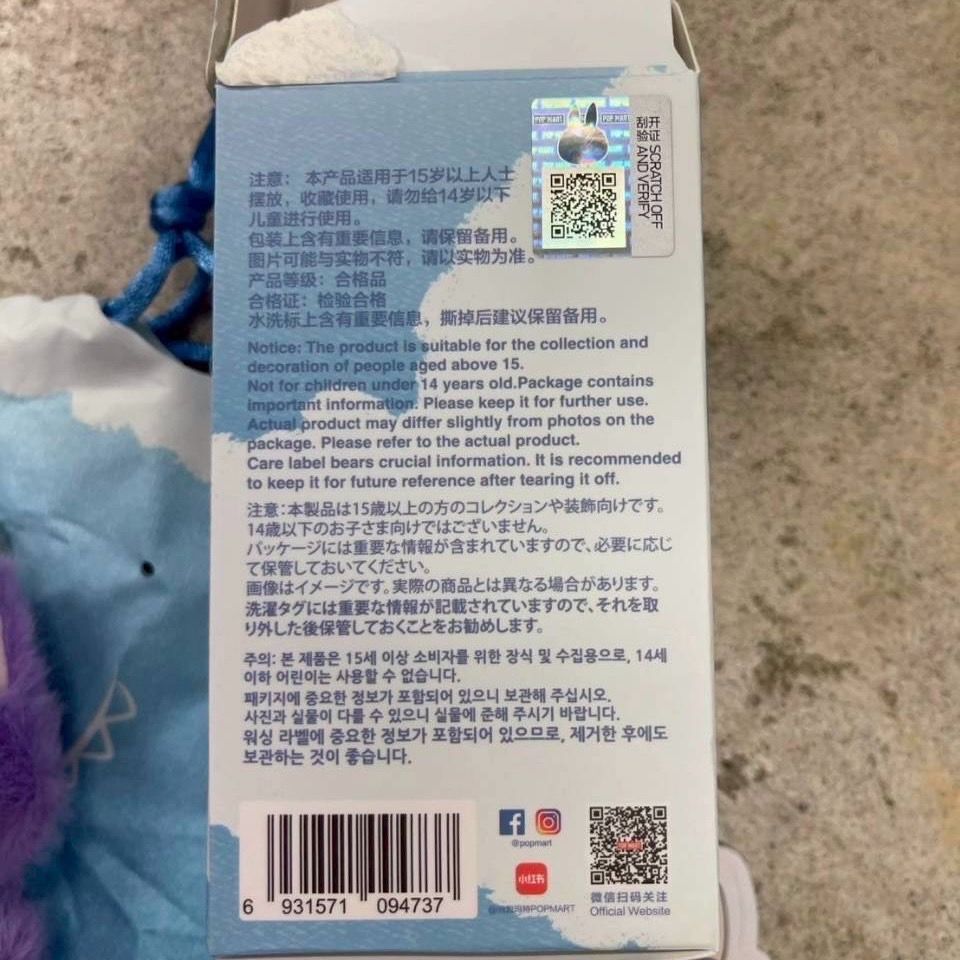 POP MART
POP MART
开证 SCRATCH OFF
刮验 AND VERIFY
注意： 本产品适用于15岁以上人士
摆放，收藏使用，请勿给14岁以下
儿童进行使用。
包装上含有重要信息，请保留备用。
图片可能与实物不符，请以实物为准。
产品等级：合格品
合格证：检验合格
水洗标上含有重要信息，撕掉后建议保留备用。
Notice: The product is suitable for the collection and
decoration of people aged above 15.
Not for children under 14 years old.Package contains
important information. Please keep it for further use.
Actual product may differ slightly from photos on the
package. Please refer to the actual product.
Care label bears crucial information. It is recommended
to keep it for future reference after tearing it off.
注意:本製品は15歳以上の方のコレクションや装飾向けです。
14歳以下のお子さま向けではございません。
パッケージには重要な情報が含まれていますので、必要に応じ
て保管しておいてください。
画像はイメージです。実際の商品とは異なる場合があります。
洗濯タグには重要な情報が記載されていますので、それを取
り外した後保管しておくことをお勧めします。
주의: 본 제품은 15세 이상 소비자를 위한 장식 및 수집용으로, 14세
이하 어린이는 사용할 수 없습니다.
패키지에 중요한 정보가 포함되어 있으니 보관해 주십시오.
사진과 실물이 다를 수 있으니 실물에 준해 주시기 바랍니다.
워싱 라벨에 중요한 정보가 포함되어 있으므로, 제거한 후에도
보관하는 것이 좋습니다.
@popmart
小红书
POPMART
POP MART
微信扫码关注
Official Website
6 931571 094737